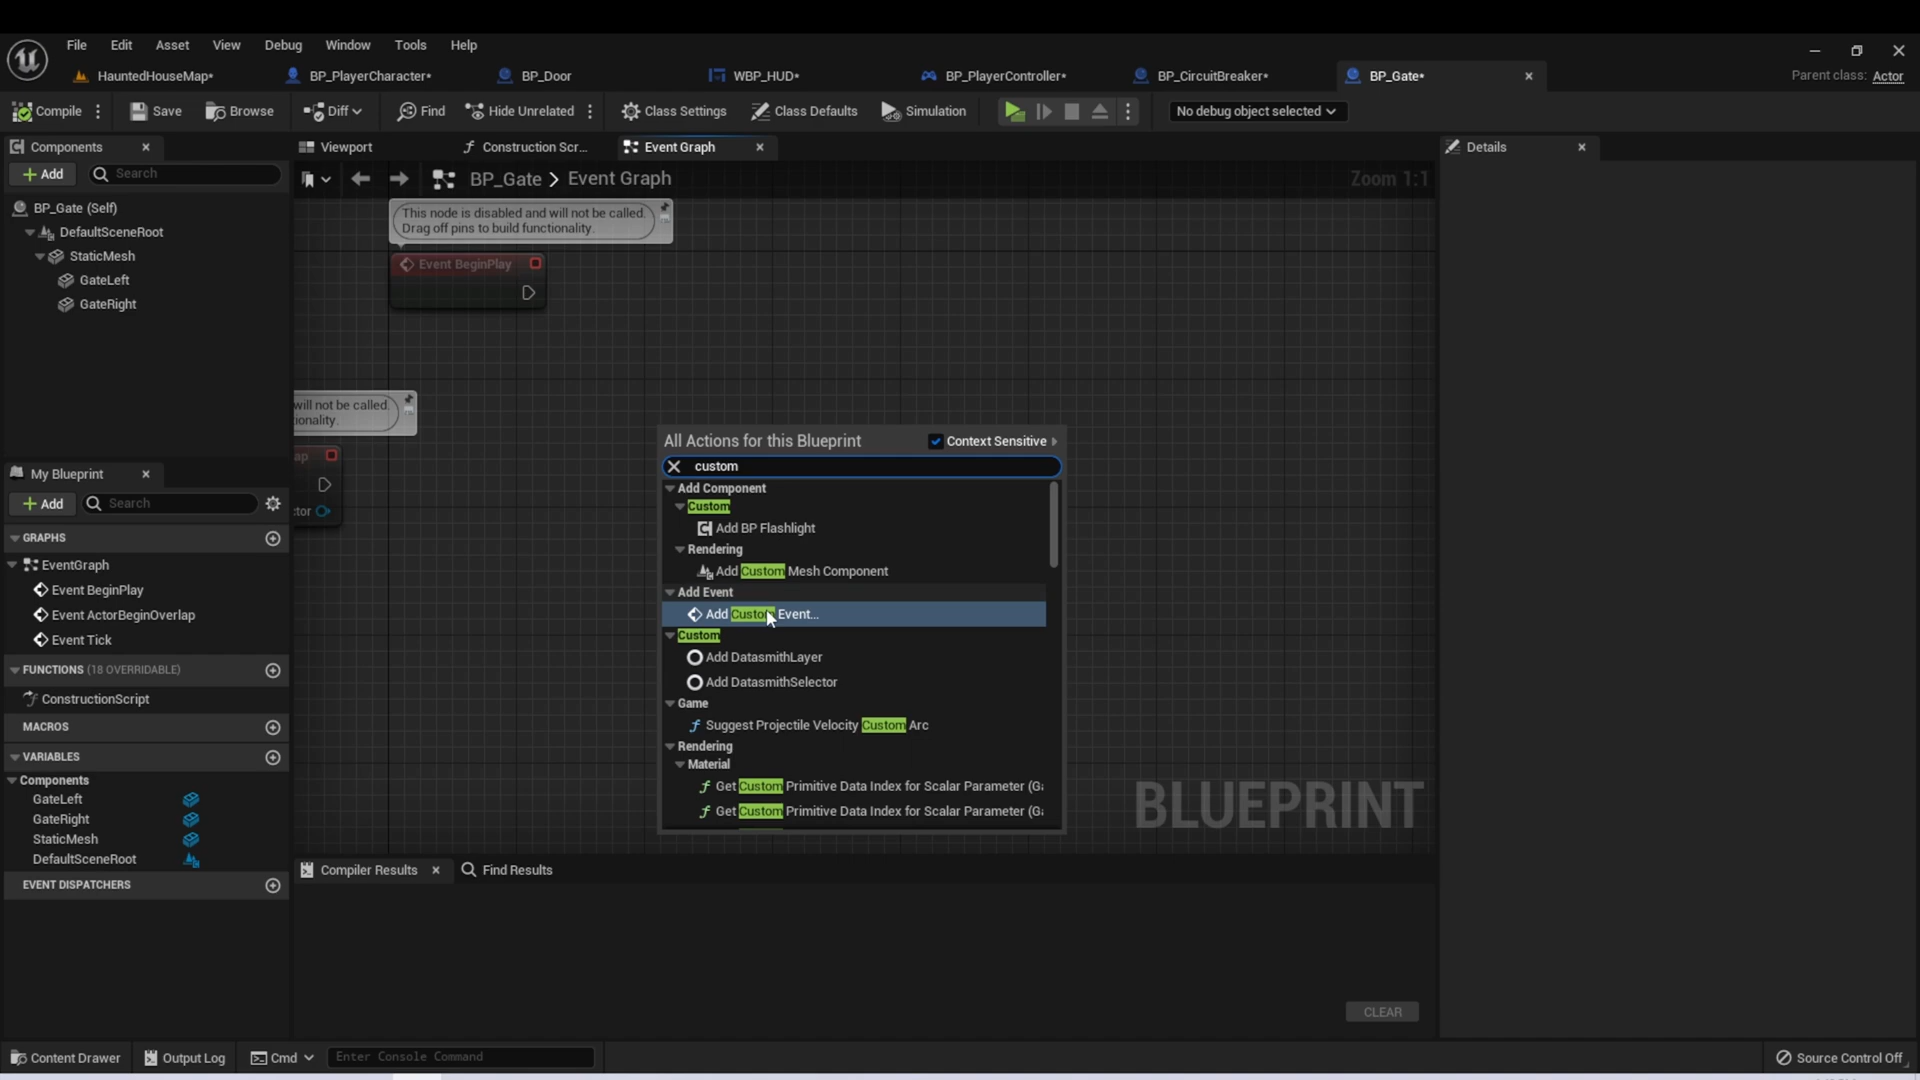 File Edit Asset View Debug Window Tools Help
HauntedHouseMap* BP_PlayerCharacter* BP_Door WBP_HUD* BP_PlayerController* BP_CircuitBreaker* BP_Gate* Parent class: Actor
Compile Save Browse Diff Find Hide Unrelated Class Settings Class Defaults Simulation No debug object selected
Components
Add Search
BP_Gate (Self)
DefaultSceneRoot
StaticMesh
GateLeft
GateRight
My Blueprint
Add Search
GRAPHS
EventGraph
Event BeginPlay
Event ActorBeginOverlap
Event Tick
FUNCTIONS (18 OVERRIDABLE)
ConstructionScript
MACROS
VARIABLES
Components
GateLeft
GateRight
StaticMesh
DefaultSceneRoot
EVENT DISPATCHERS
Viewport Construction Scr... Event Graph
BP_Gate > Event Graph Zoom 1:1
This node is disabled and will not be called.
Drag off pins to build functionality.
Event BeginPlay
will not be called.
ionality.
ap
tor
All Actions for this Blueprint Context Sensitive
custom
Add Component
Custom
Add BP Flashlight
Rendering
Add Custom Mesh Component
Add Event
Add Custom Event...
Custom
Add DatasmithLayer
Add DatasmithSelector
Game
Suggest Projectile Velocity Custom Arc
Rendering
Material
Get Custom Primitive Data Index for Scalar Parameter (Ga
Get Custom Primitive Data Index for Scalar Parameter (Ga
BLUEPRINT
Compiler Results Find Results
CLEAR
Details
Content Drawer Output Log Cmd Enter Console Command Source Control Off